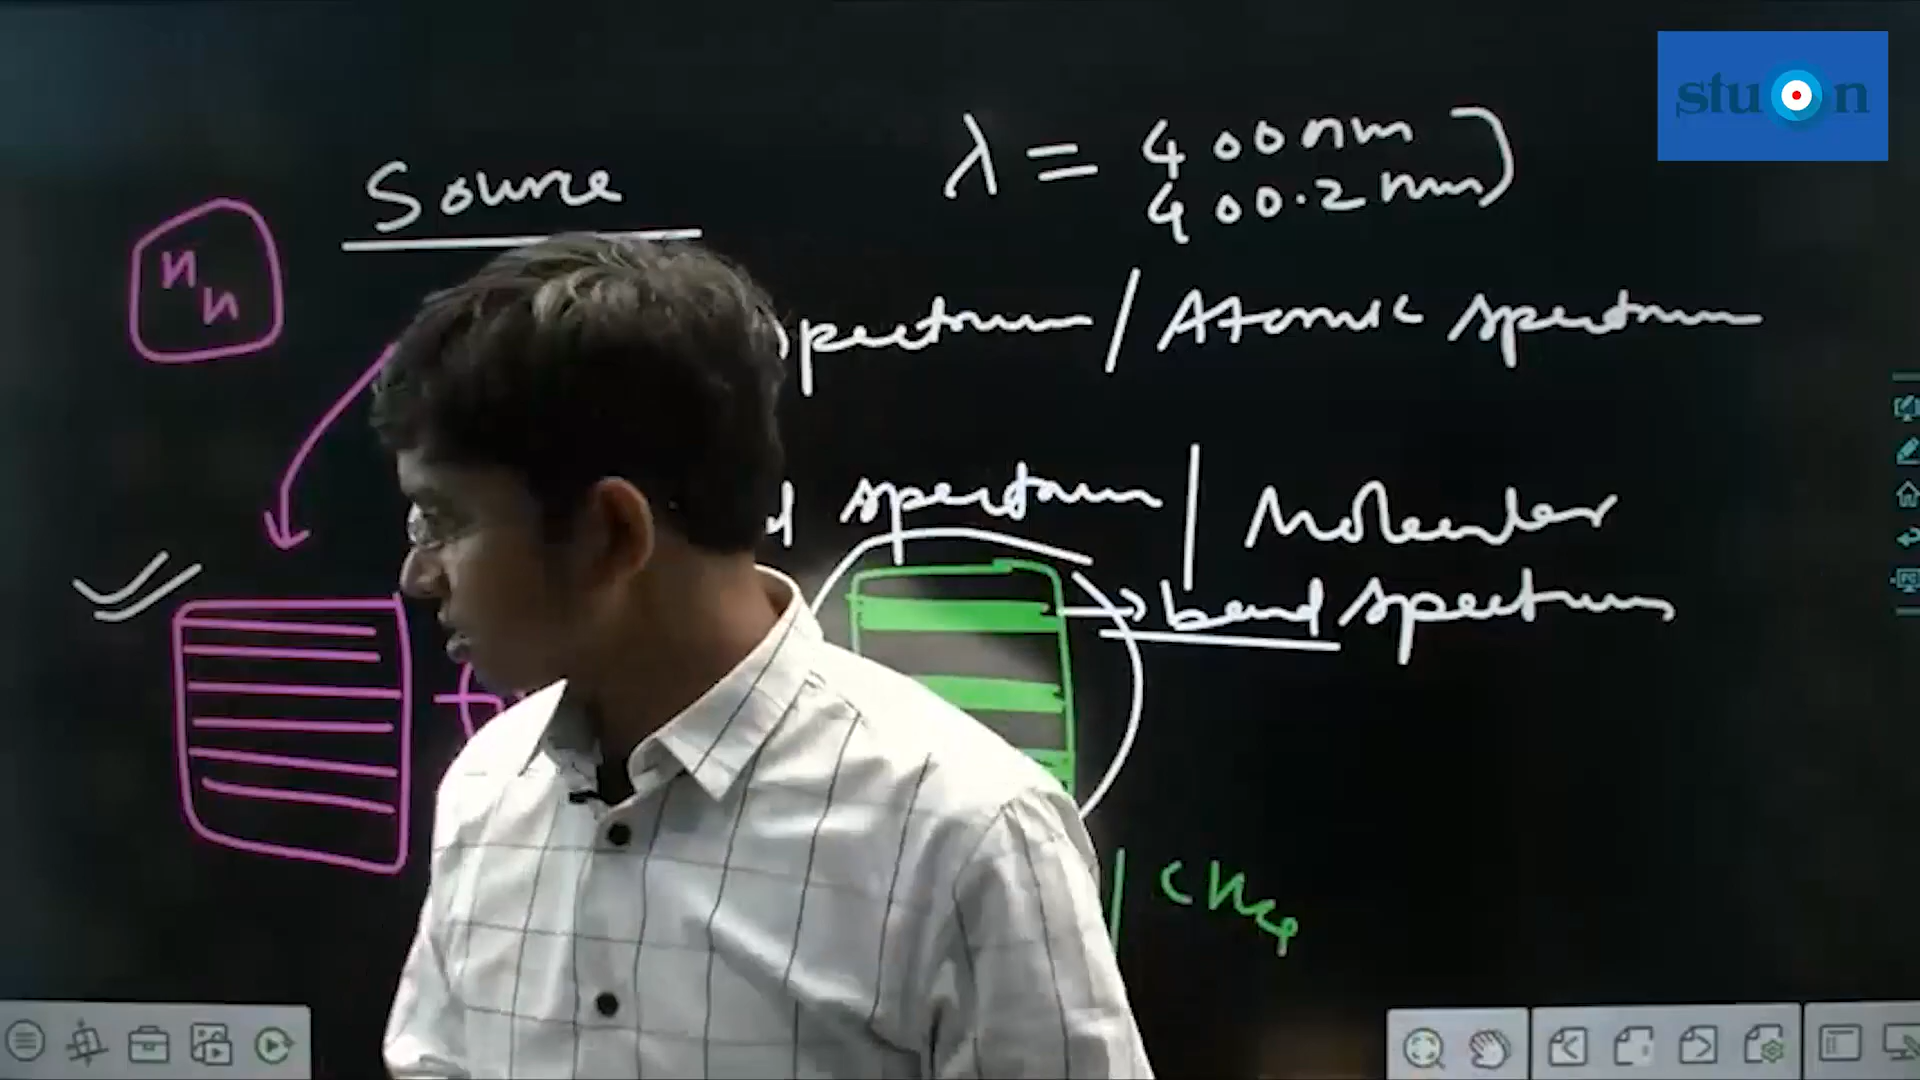 stuOn
Source
λ = 400nm
400.2nm)
spectrum / Atomic spectrum
spectrum | Molecular
band spectrum